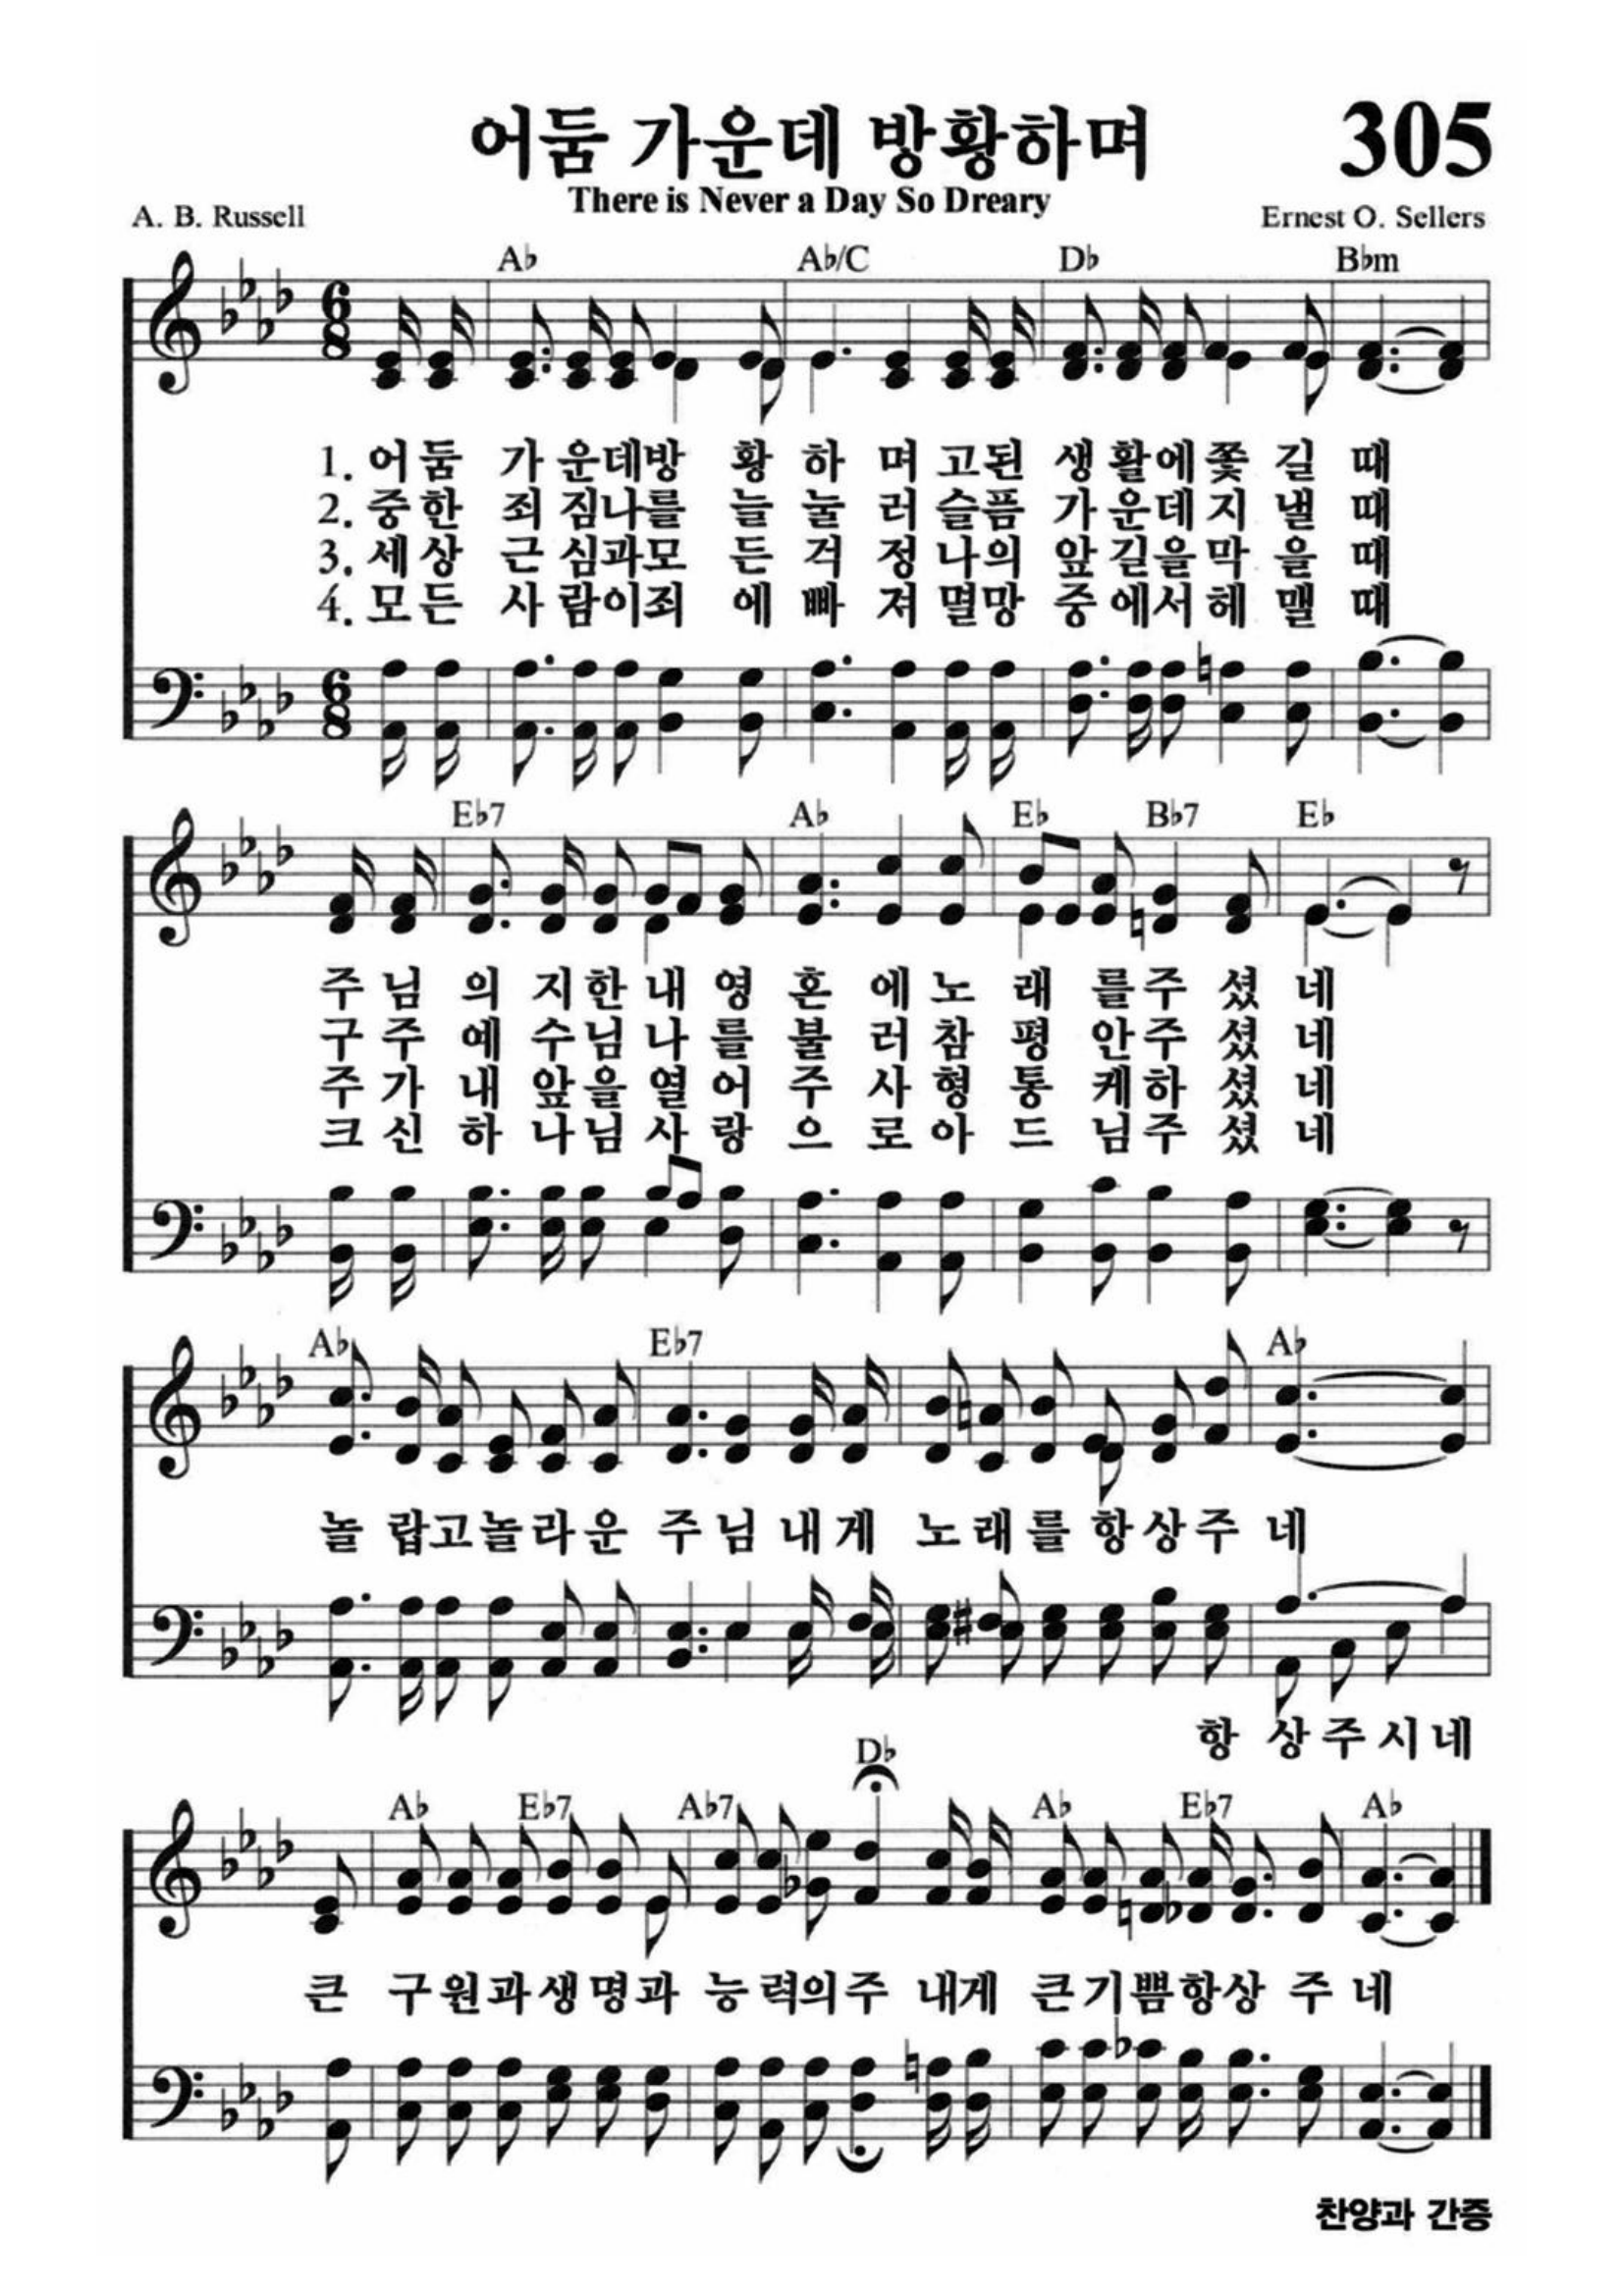 어둠 가운데 방황하며
305
There is Never a Day So Dreary
A. B. Russell
Ernest O. Sellers
A♭ A♭/C D♭ B♭m
1. 어둠 가운데방황하며 고된 생활에쫓길 때
2. 중한 죄짐나를 늘 눌러 슬픔 가운데지낼 때
3. 세상 근심과모든 걱정 나의 앞길을막을 때
4. 모든 사람이죄에 빠져 멸망 중에서헤맬 때
E♭7 A♭ E♭ B♭7 E♭
주님의 지한 내 영혼에 노래를 주셨네
구주 예수님 나를 불러 참 평안 주셨네
주가 내 앞을 열어 주사 형통케 하셨네
크신 하나님 사랑으로 아드님 주셨네
A♭ E♭7 A♭
놀랍고 놀라운 주님 내게 노래를 항상 주네
항상 주시네
D♭
A♭ E♭7 A♭7 A♭ E♭7 A♭
큰 구원과 생명과 능력의 주 내게 큰 기쁨 항상 주네
찬양과 간증